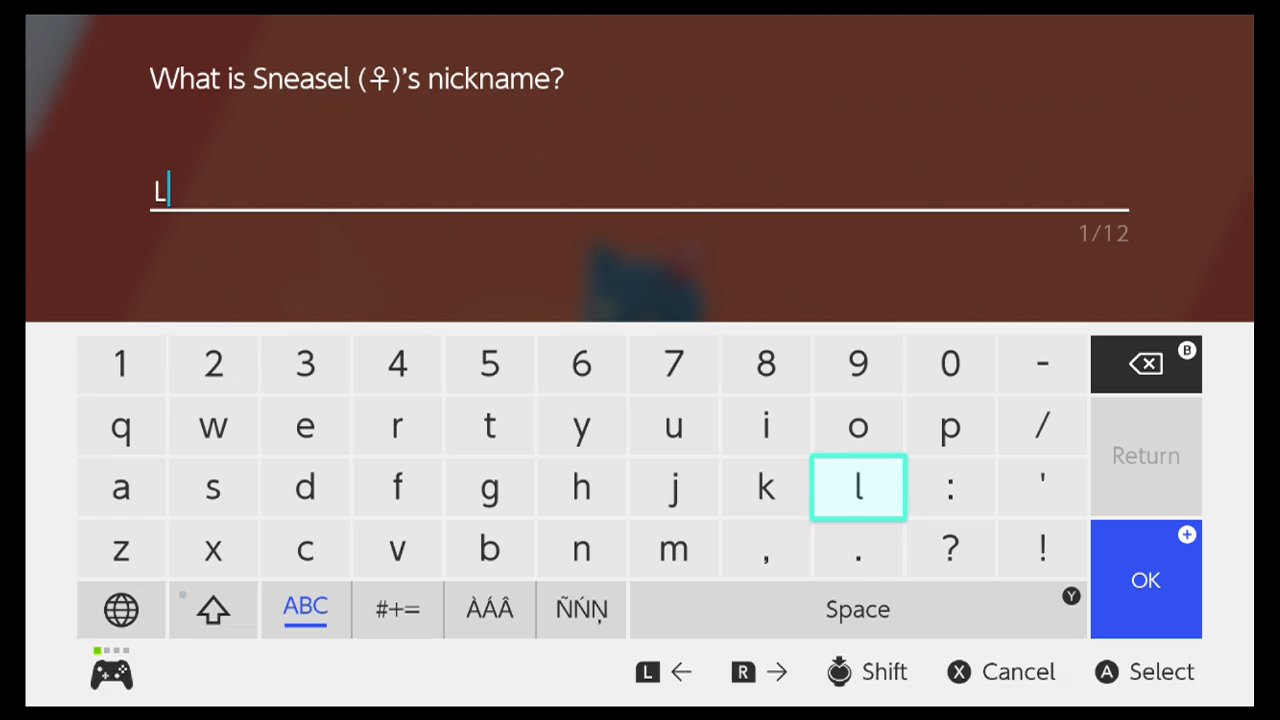 What is Sneasel (♀)'s nickname?
L
1/12
1 2 3 4 5 6 7 8 9 0 - B
q w e r t y u i o p / Return
a s d f g h j k l : '
z x c v b n m , . ? ! + OK
ABC #+= ÀÁÂ ÑŃŅ Space Y
L ← R → Shift X Cancel A Select